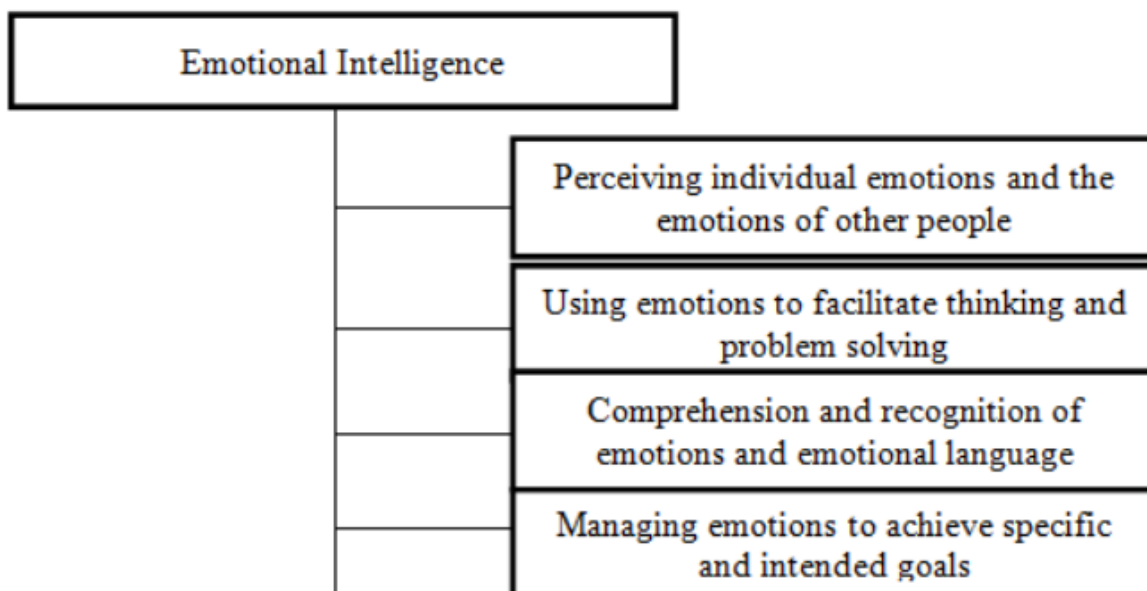 Emotional Intelligence
Perceiving individual emotions and the
emotions of other people
Using emotions to facilitate thinking and
problem solving
Comprehension and recognition of
emotions and emotional language
Managing emotions to achieve specific
and intended goals